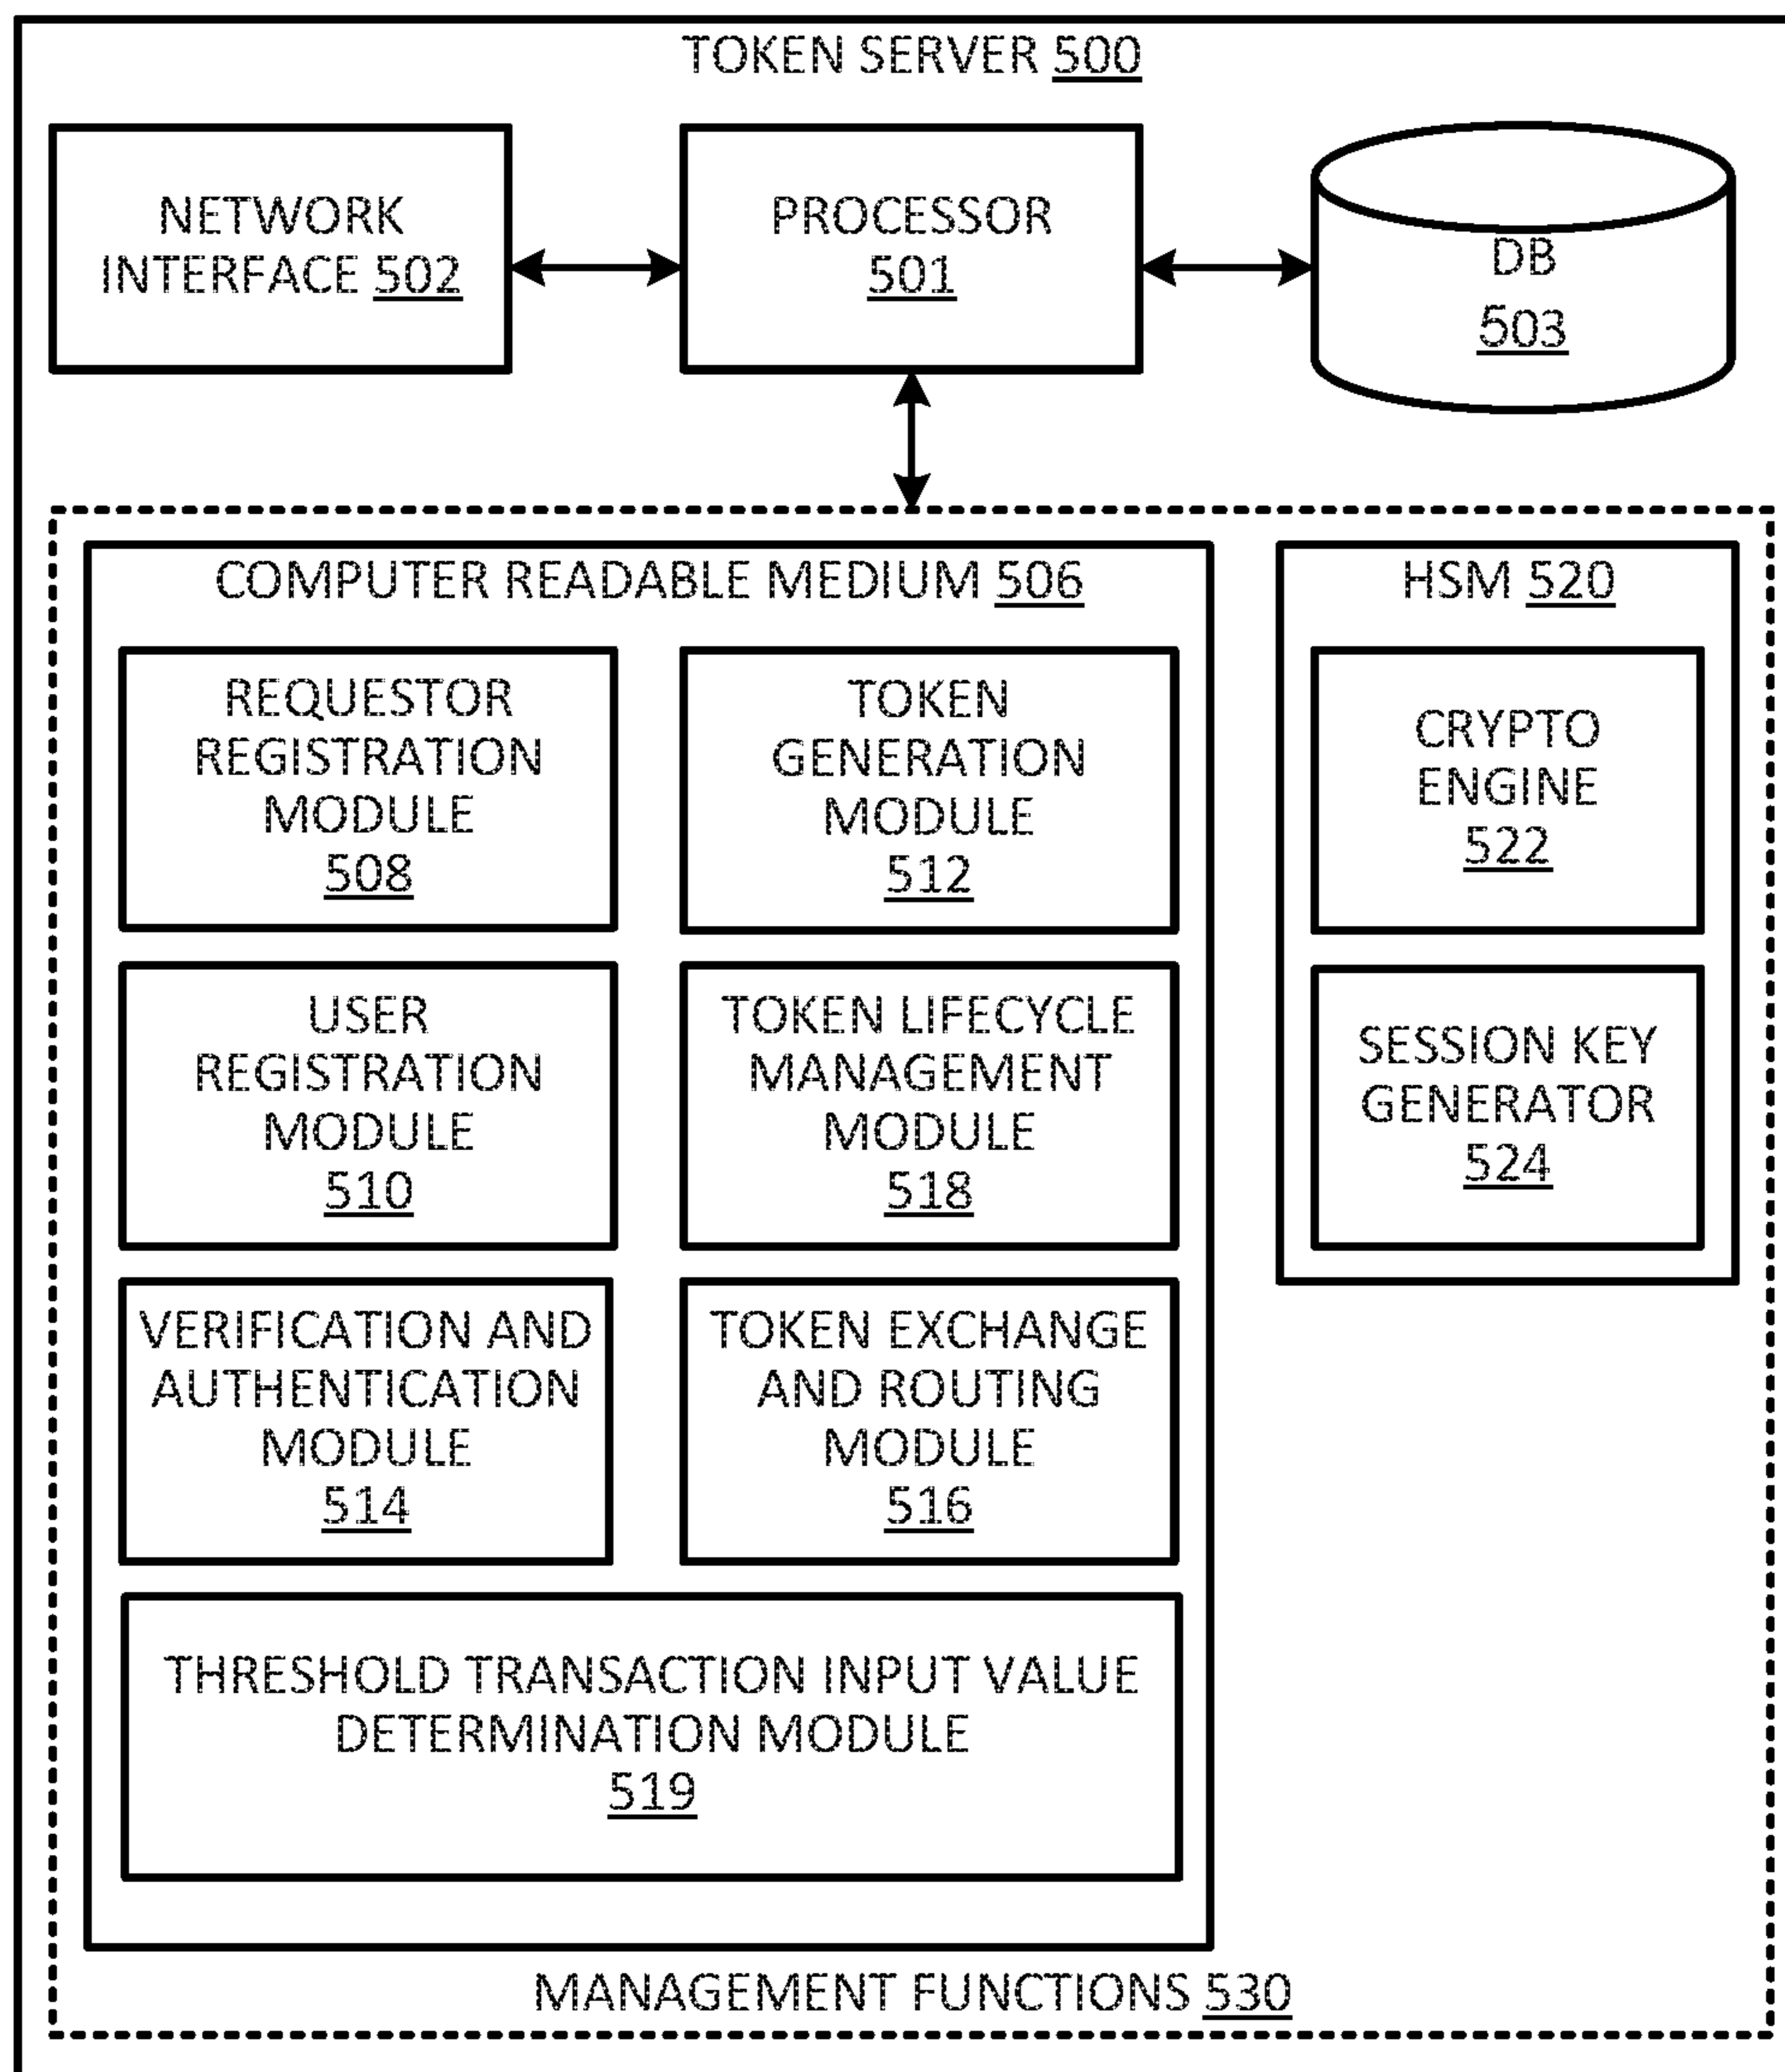 TOKEN SERVER 500
NETWORK
INTERFACE 502
PROCESSOR
501
DB
503
COMPUTER READABLE MEDIUM 506
REQUESTOR
REGISTRATION
MODULE
508
TOKEN
GENERATION
MODULE
512
USER
REGISTRATION
MODULE
510
TOKEN LIFECYCLE
MANAGEMENT
MODULE
518
VERIFICATION AND
AUTHENTICATION
MODULE
514
TOKEN EXCHANGE
AND ROUTING
MODULE
516
THRESHOLD TRANSACTION INPUT VALUE
DETERMINATION MODULE
519
HSM 520
CRYPTO
ENGINE
522
SESSION KEY
GENERATOR
524
MANAGEMENT FUNCTIONS 530